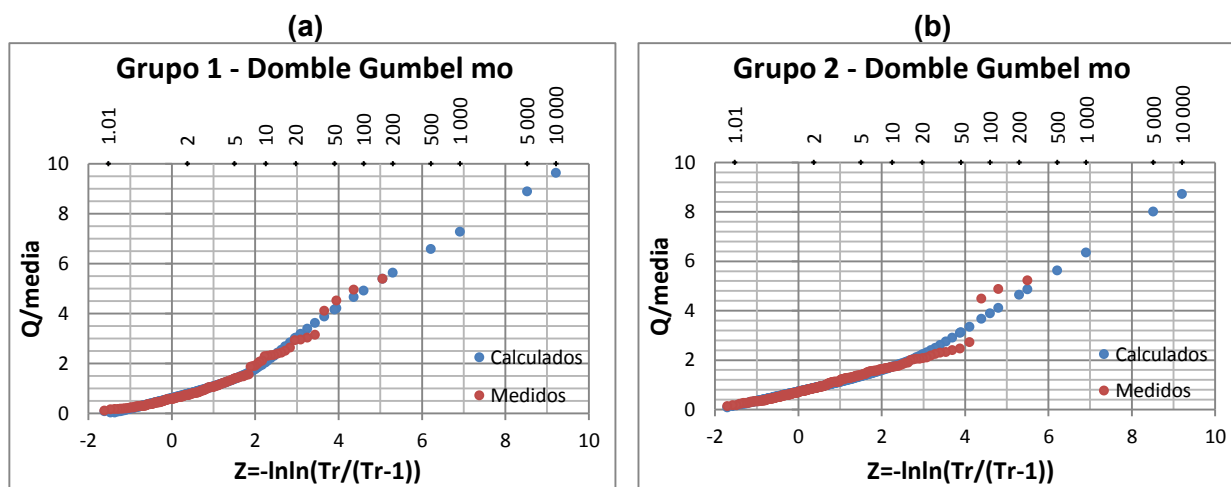 (a)
Grupo 1 - Domble Gumbel mo
1.01 2 5 10 20 50 100 200 500 1 000 5 000 10 000
10
8
6
4
2
0
Q/media
Calculados
Medidos
-2 0 2 4 6 8 10
Z=-lnln(Tr/(Tr-1))
(b)
Grupo 2 - Domble Gumbel mo
1.01 2 5 10 20 50 100 200 500 1 000 5 000 10 000
10
8
6
4
2
0
Q/media
Calculados
Medidos
-2 0 2 4 6 8 10
Z=-lnln(Tr/(Tr-1))